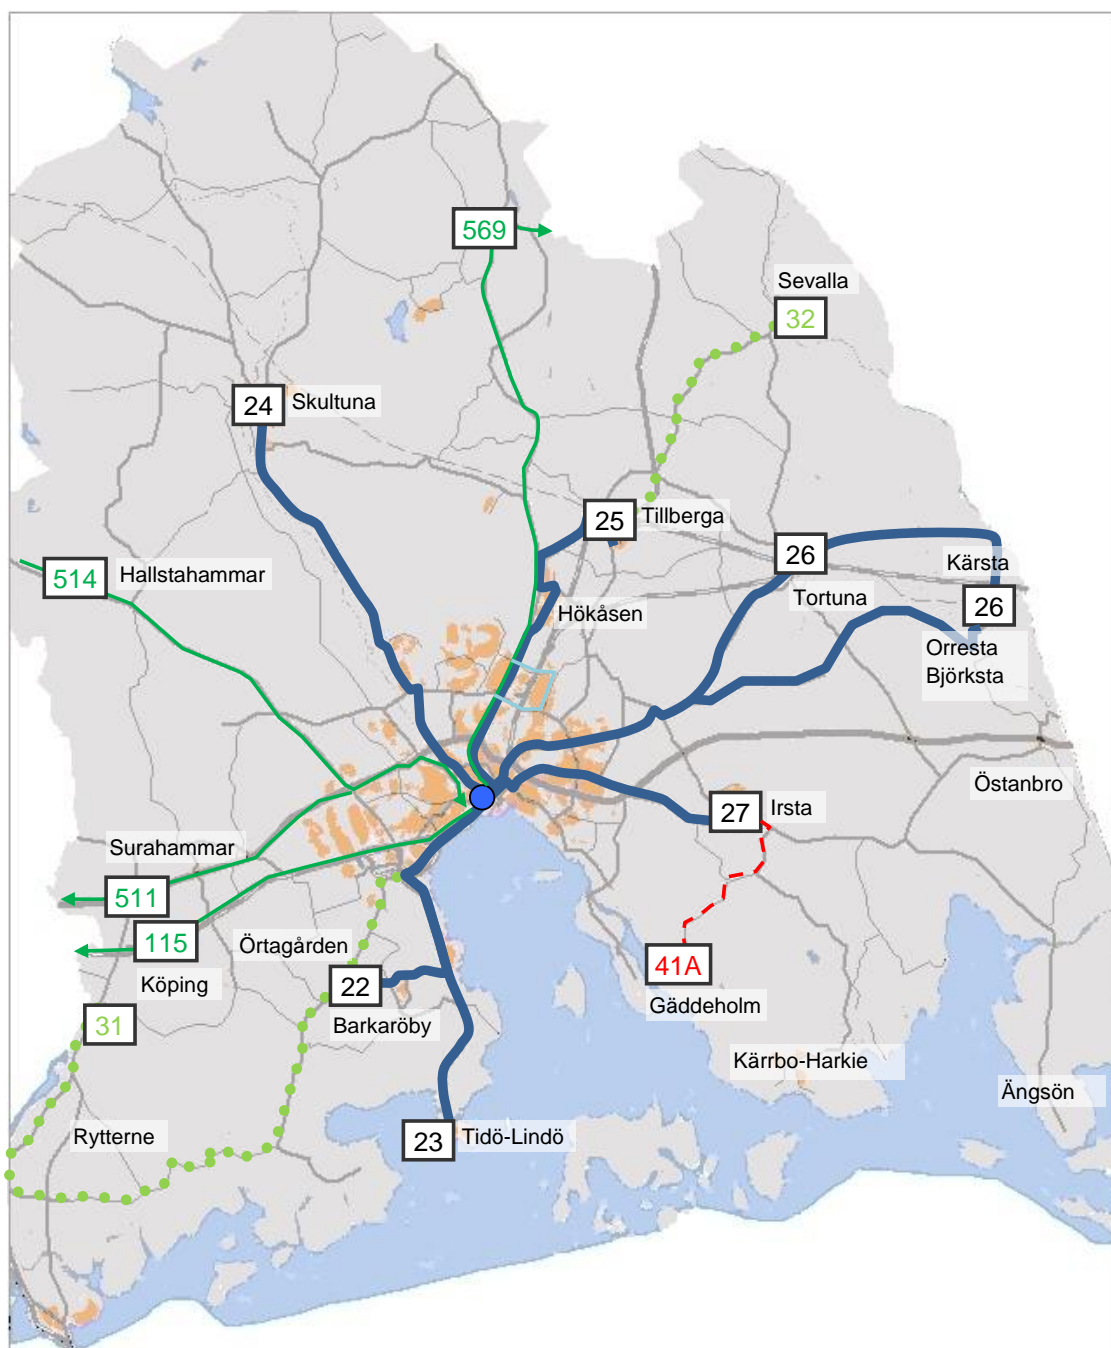 569
Sevalla
32
24
Skultuna
25
Tillberga
26
Kärsta
514
Hallstahammar
Tortuna
26
Hökåsen
Orresta
Björksta
Östanbro
27
Irsta
Surahammar
511
115
Örtagården
Köping
22
Barkaröby
41A
Gäddeholm
31
Kärrbo-Harkie
Ängsön
Rytterne
23
Tidö-Lindö